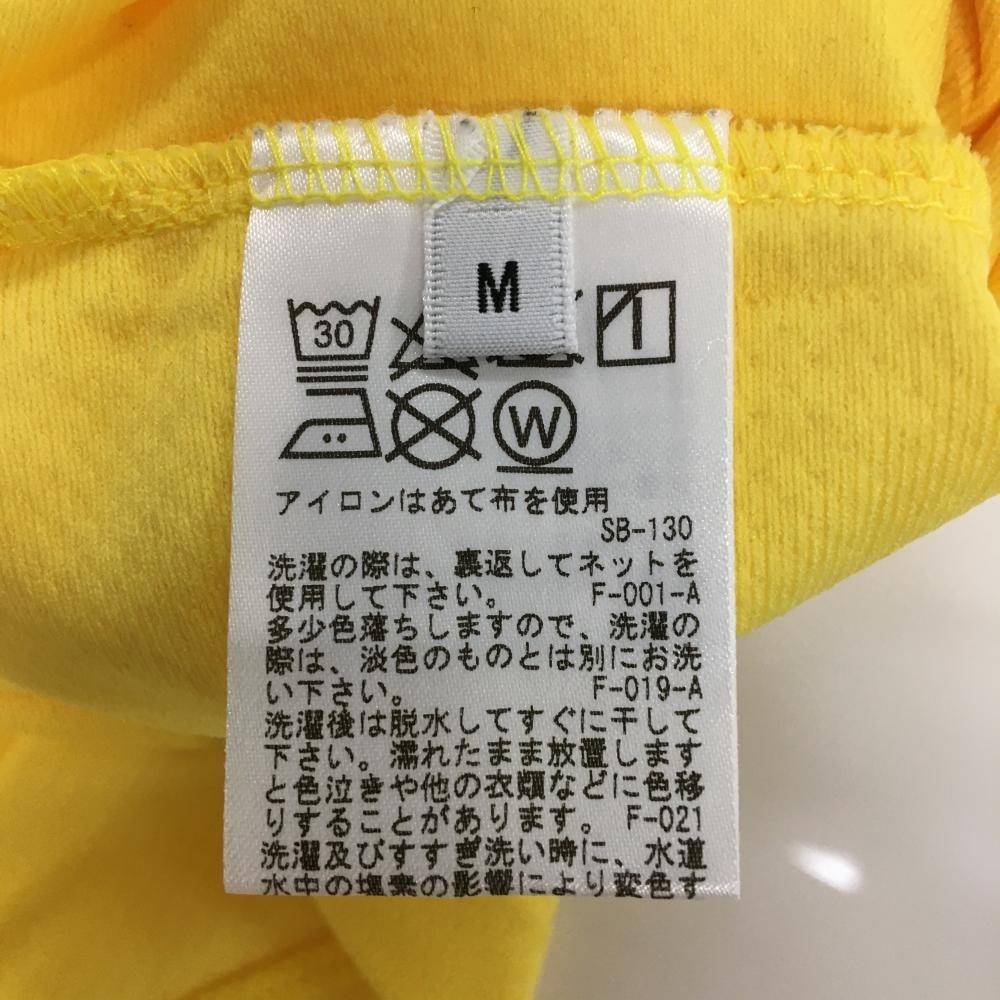 M
30
W
アイロンはあて布を使用
SB-130
洗濯の際は、裏返してネットを
使用して下さい。 F-001-A
多少色落ちしますので、洗濯の
際は、淡色のものとは別にお洗
い下さい。 F-019-A
洗濯後は脱水してすぐに干して
下さい。濡れたまま放置します
と色泣きや他の衣類などに色移
りすることがあります。 F-021
洗濯及びすすぎ洗い時に、水道
水中の塩素の影響により変色す